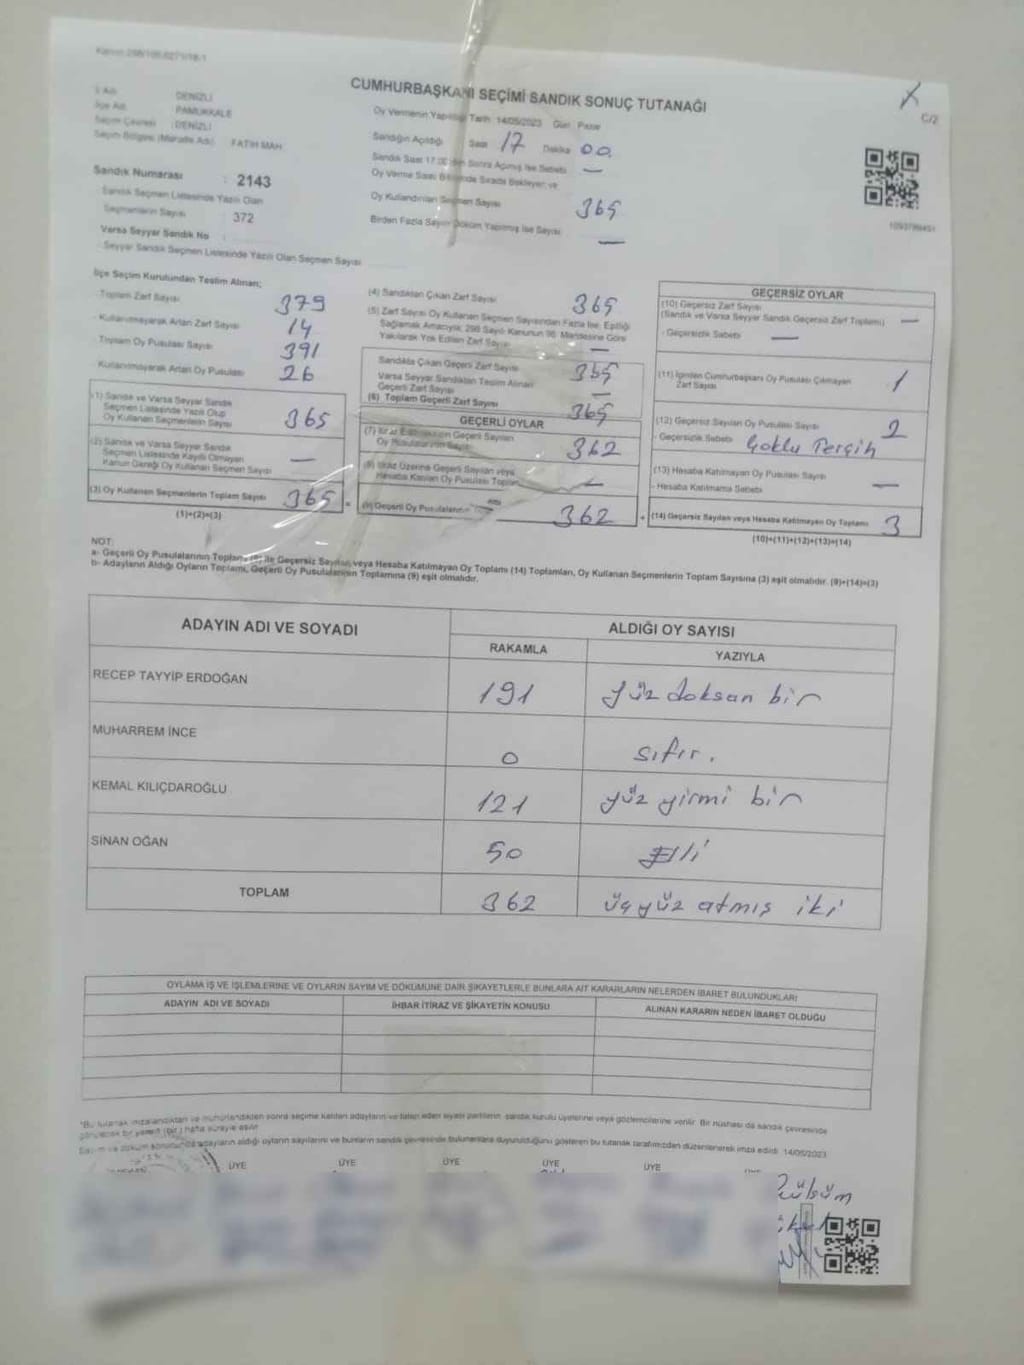 CUMHURBAŞKANI SEÇİMİ SANDIK SONUÇ TUTANAĞI
C/2
İl Adı DENİZLİ
İlçe Adı PAMUKKALE
Seçim Çevresi : DENİZLİ
Seçim Bölgesi (Mahalle Adı) FATİH MAH
Sandık Numarası : 2143
Sandık Seçmen Listesinde Yazılı Olan
Seçmenlerin Sayısı : 372
Varsa Seyyar Sandık No :
Seyyar Sandık Seçmen Listesinde Yazılı Olan Seçmen Sayısı
Oy Vermenin Yapıldığı Tarih 14/05/2023 Gün Pazar
Sandığın Açıldığı Saat 17 Dakika 00
Sandık Saat 17.00'den Sonra Açılmış İse Sebebi —
Oy Verme Saati Bitiminde Sırada Bekleyen ve
Oy Kullandırılan Seçmen Sayısı 365
Birden Fazla Sayım Döküm Yapılmış İse Sayısı —
İlçe Seçim Kurulundan Teslim Alınan;
- Toplam Zarf Sayısı 379
- Kullanılmayarak Artan Zarf Sayısı 14
- Toplam Oy Pusulası Sayısı 391
- Kullanılmayarak Artan Oy Pusulası 26
(1) Sandık ve Varsa Seyyar Sandık
Seçmen Listesinde Yazılı Olup
Oy Kullanan Seçmenlerin Sayısı 365
(2) Sandık ve Varsa Seyyar Sandık
Seçmen Listesinde Kayıtlı Olmayan
Kanun Gereği Oy Kullanan Seçmen Sayısı —
(3) Oy Kullanan Seçmenlerin Toplam Sayısı 365
(1)+(2)=(3)
(4) Sandıktan Çıkan Zarf Sayısı 365
(5) Zarf Sayısı Oy Kullanan Seçmen Sayısından Fazla İse, Eşitliği
Sağlamak Amacıyla, 298 Sayılı Kanunun 98. Maddesine Göre
Yakılarak Yok Edilen Zarf Sayısı —
Sandıkta Çıkan Geçerli Zarf Sayısı 365
Varsa Seyyar Sandıktan Teslim Alınan
Geçerli Zarf Sayısı —
(6) Toplam Geçerli Zarf Sayısı 365
GEÇERLİ OYLAR
(7) İtiraz Edilmeksizin Geçerli Sayılan
Oy Pusulalarının Sayısı 362
(8) İtiraz Üzerine Geçerli Sayılan veya
Hesaba Katılan Oy Pusulası Toplamı —
(9) Geçerli Oy Pusulalarının 362
GEÇERSİZ OYLAR
(10) Geçersiz Zarf Sayısı
(Sandık ve Varsa Seyyar Sandık Geçersiz Zarf Toplamı) —
- Geçersizlik Sebebi —
(11) İçinden Cumhurbaşkanı Oy Pusulası Çıkmayan
Zarf Sayısı 1
(12) Geçersiz Sayılan Oy Pusulası Sayısı 2
- Geçersizlik Sebebi Çoklu Tercih
(13) Hesaba Katılmayan Oy Pusulası Sayısı —
- Hesaba Katılmama Sebebi
(14) Geçersiz Sayılan veya Hesaba Katılmayan Oy Toplamı 3
(10)+(11)+(12)+(13)=(14)
NOT:
a- Geçerli Oy Pusulalarının Toplamı (9) ile Geçersiz Sayılan veya Hesaba Katılmayan Oy Toplamı (14) Toplamları, Oy Kullanan Seçmenlerin Toplam Sayısına (3) eşit olmalıdır. (9)+(14)=(3)
b- Adayların Aldığı Oyların Toplamı, Geçerli Oy Pusulalarının Toplamına (9) eşit olmalıdır.
ADAYIN ADI VE SOYADI ALDIĞI OY SAYISI
RAKAMLA YAZIYLA
RECEP TAYYİP ERDOĞAN 191 yüz doksan bir
MUHARREM İNCE 0 sıfır.
KEMAL KILIÇDAROĞLU 121 yüz yirmi bir
SİNAN OĞAN 50 Elli
TOPLAM 362 üçyüz atmış iki
OYLAMA İŞ VE İŞLEMLERİNE VE OYLARIN SAYIM VE DÖKÜMÜNE DAİR ŞİKAYETLERLE BUNLARA AİT KARARLARIN NELERDEN İBARET BULUNDUKLARI
ADAYIN ADI VE SOYADI İHBAR İTİRAZ VE ŞİKAYETİN KONUSU ALINAN KARARIN NEDEN İBARET OLDUĞU
*Bu tutanak imzalandıktan ve mühürlendikten sonra seçime katılan adayların ve talep eden siyasi partilerin sandık kurulu üyelerine veya gözlemcilerine verilir. Bir nüshası da sandık çevresinde
görülecek bir yerde (bir) hafta süreyle asılır
adayların aldığı oyların sayılarını ve bunların sandık çevresinde bulunanlara duyurulduğunu gösteren bu tutanak tarafımızdan düzenlenerek imza edildi. 14/05/2023
ÜYE ÜYE ÜYE ÜYE ÜYE